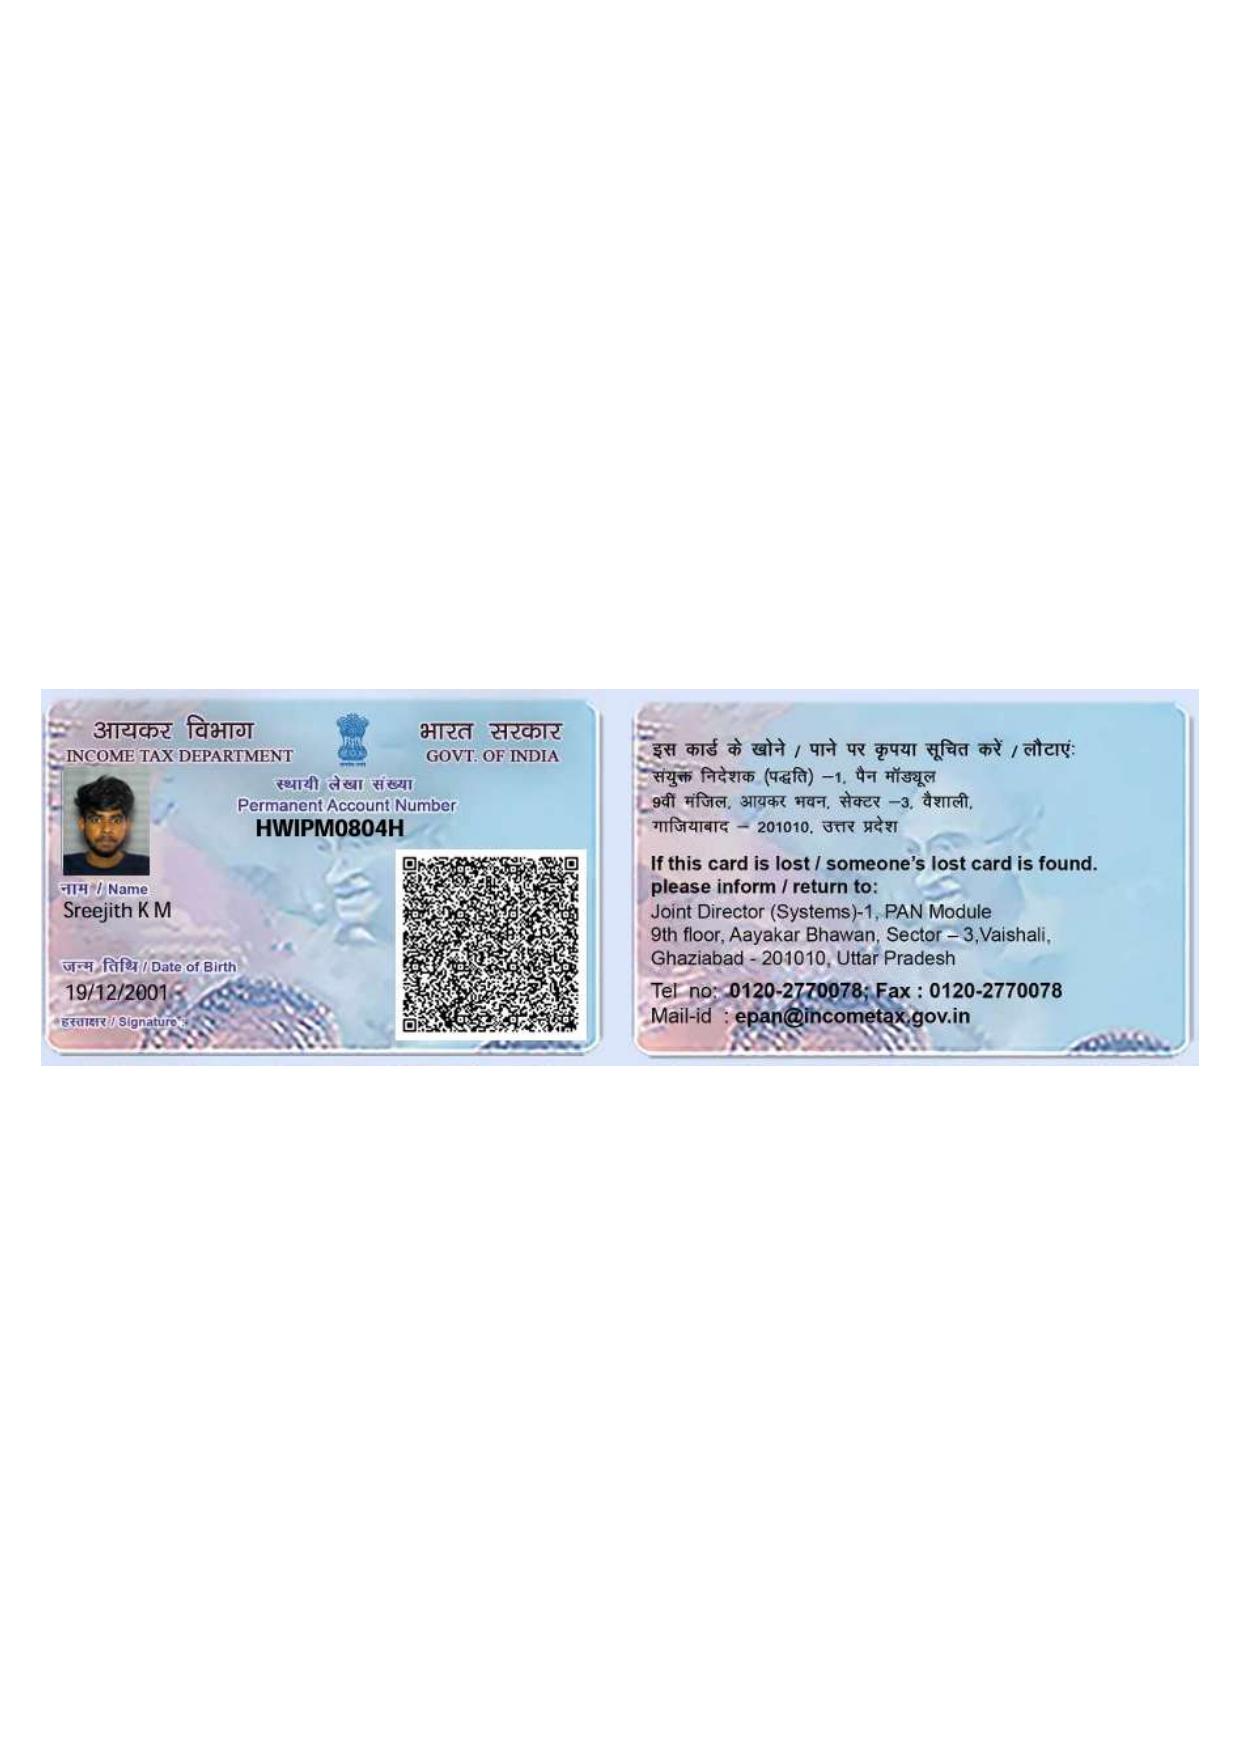 आयकर विभाग
INCOME TAX DEPARTMENT
भारत सरकार
GOVT. OF INDIA
स्थायी लेखा संख्या
Permanent Account Number
HWIPM0804H
नाम / Name
Sreejith K M
जन्म तिथि / Date of Birth
19/12/2001
हस्ताक्षर / Signature
इस कार्ड के खोने / पाने पर कृपया सूचित करें / लौटाएं:
संयुक्त निदेशक (पद्धति) –1, पैन मॉड्यूल
9वीं मंजिल, आयकर भवन, सेक्टर –3, वैशाली,
गाजियाबाद – 201010, उत्तर प्रदेश
If this card is lost / someone's lost card is found.
please inform / return to:
Joint Director (Systems)-1, PAN Module
9th floor, Aayakar Bhawan, Sector – 3,Vaishali,
Ghaziabad - 201010, Uttar Pradesh
Tel no: 0120-2770078; Fax : 0120-2770078
Mail-id : epan@incometax.gov.in